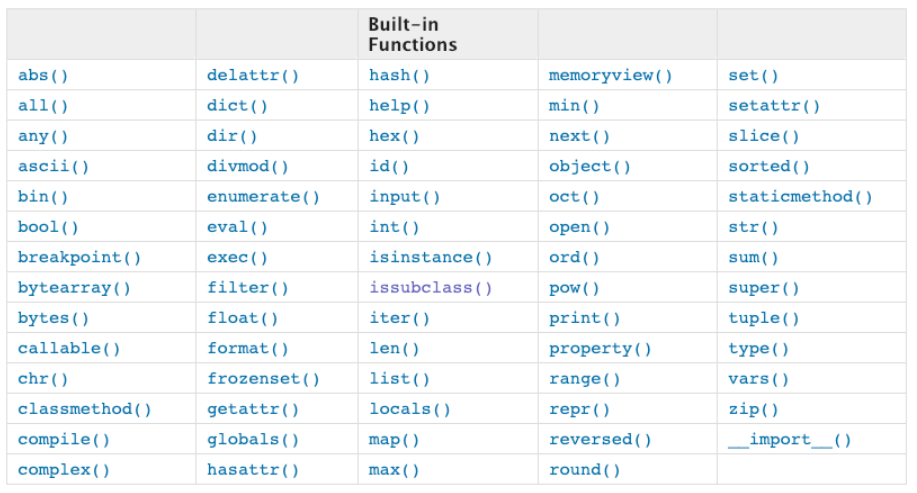 Built-in
Functions
abs() delattr() hash() memoryview() set()
all() dict() help() min() setattr()
any() dir() hex() next() slice()
ascii() divmod() id() object() sorted()
bin() enumerate() input() oct() staticmethod()
bool() eval() int() open() str()
breakpoint() exec() isinstance() ord() sum()
bytearray() filter() issubclass() pow() super()
bytes() float() iter() print() tuple()
callable() format() len() property() type()
chr() frozenset() list() range() vars()
classmethod() getattr() locals() repr() zip()
compile() globals() map() reversed() __import__()
complex() hasattr() max() round()